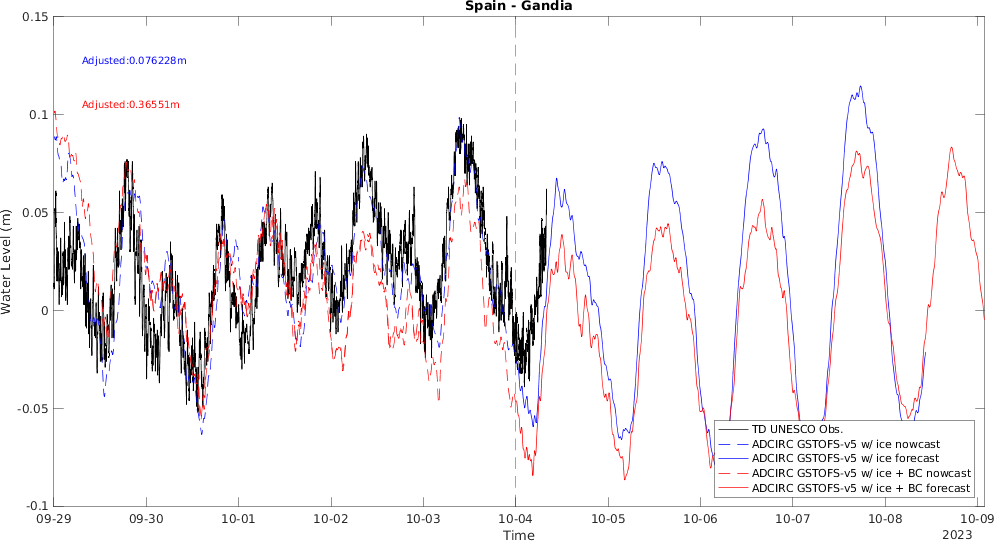 Spain - Gandia
0.15
0.1
0.05
0
-0.05
-0.1
Water Level (m)
Adjusted:0.076228m
Adjusted:0.36551m
TD UNESCO Obs.
ADCIRC GSTOFS-v5 w/ ice nowcast
ADCIRC GSTOFS-v5 w/ ice forecast
ADCIRC GSTOFS-v5 w/ ice + BC nowcast
ADCIRC GSTOFS-v5 w/ ice + BC forecast
09-29 09-30 10-01 10-02 10-03 10-04 10-05 10-06 10-07 10-08 10-09
Time
2023